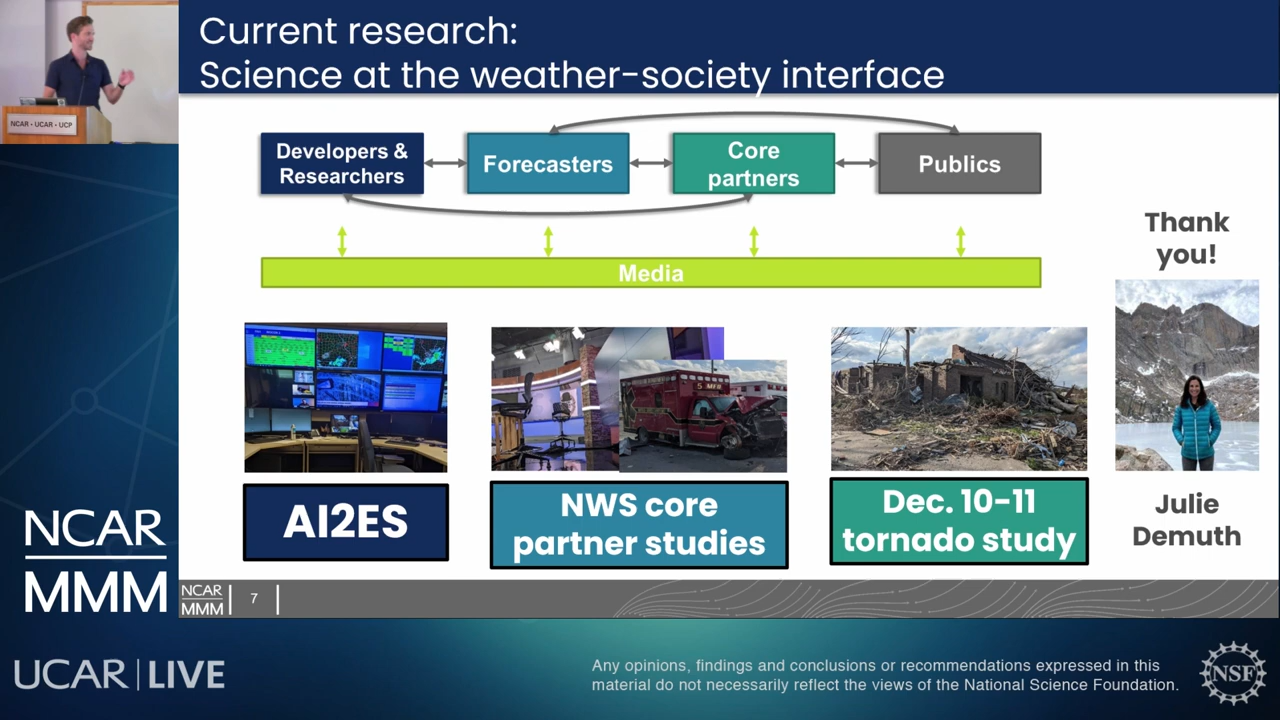 NCAR • UCAR • UCP
Current research:
Science at the weather-society interface
Developers &
Researchers
Forecasters
Core
partners
Publics
Media
Thank
you!
5 MFD
AI2ES
NWS core
partner studies
Dec. 10-11
tornado study
Julie
Demuth
NCAR
MMM
NCAR
MMM
7
UCAR | LIVE
Any opinions, findings and conclusions or recommendations expressed in this
material do not necessarily reflect the views of the National Science Foundation.
NSF